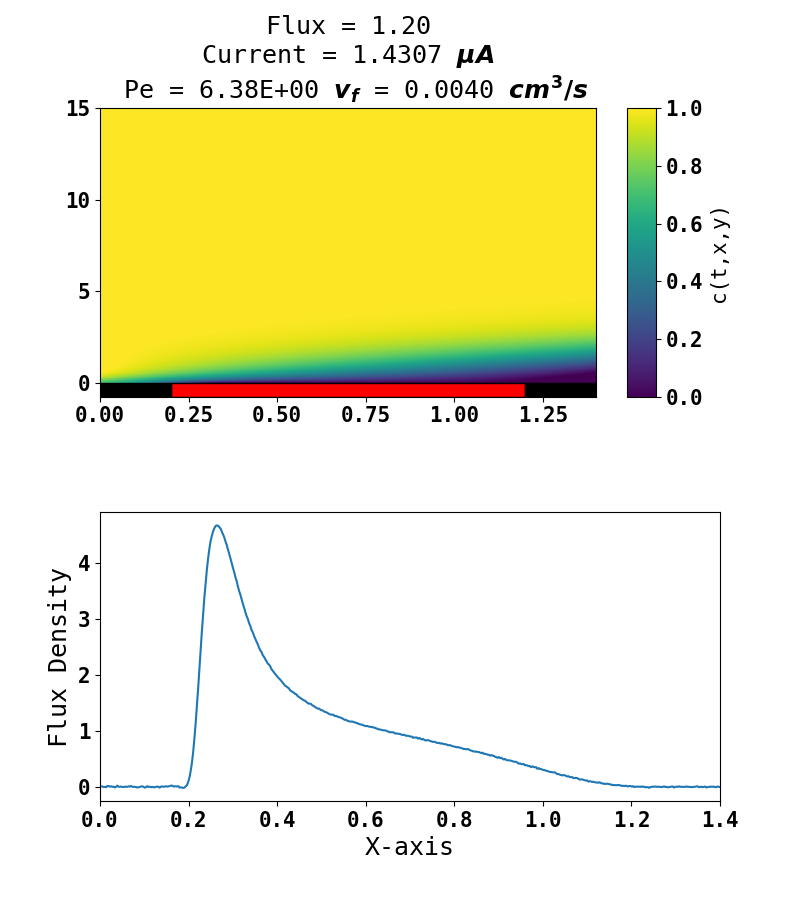 Flux = 1.20
Current = 1.4307 μA
Pe = 6.38E+00 v_f = 0.0040 cm³/s
15
10
5
0
0.00 0.25 0.50 0.75 1.00 1.25
1.0
0.8
0.6
0.4
0.2
0.0
c(t,x,y)
4
3
2
1
0
Flux Density
0.0 0.2 0.4 0.6 0.8 1.0 1.2 1.4
X-axis